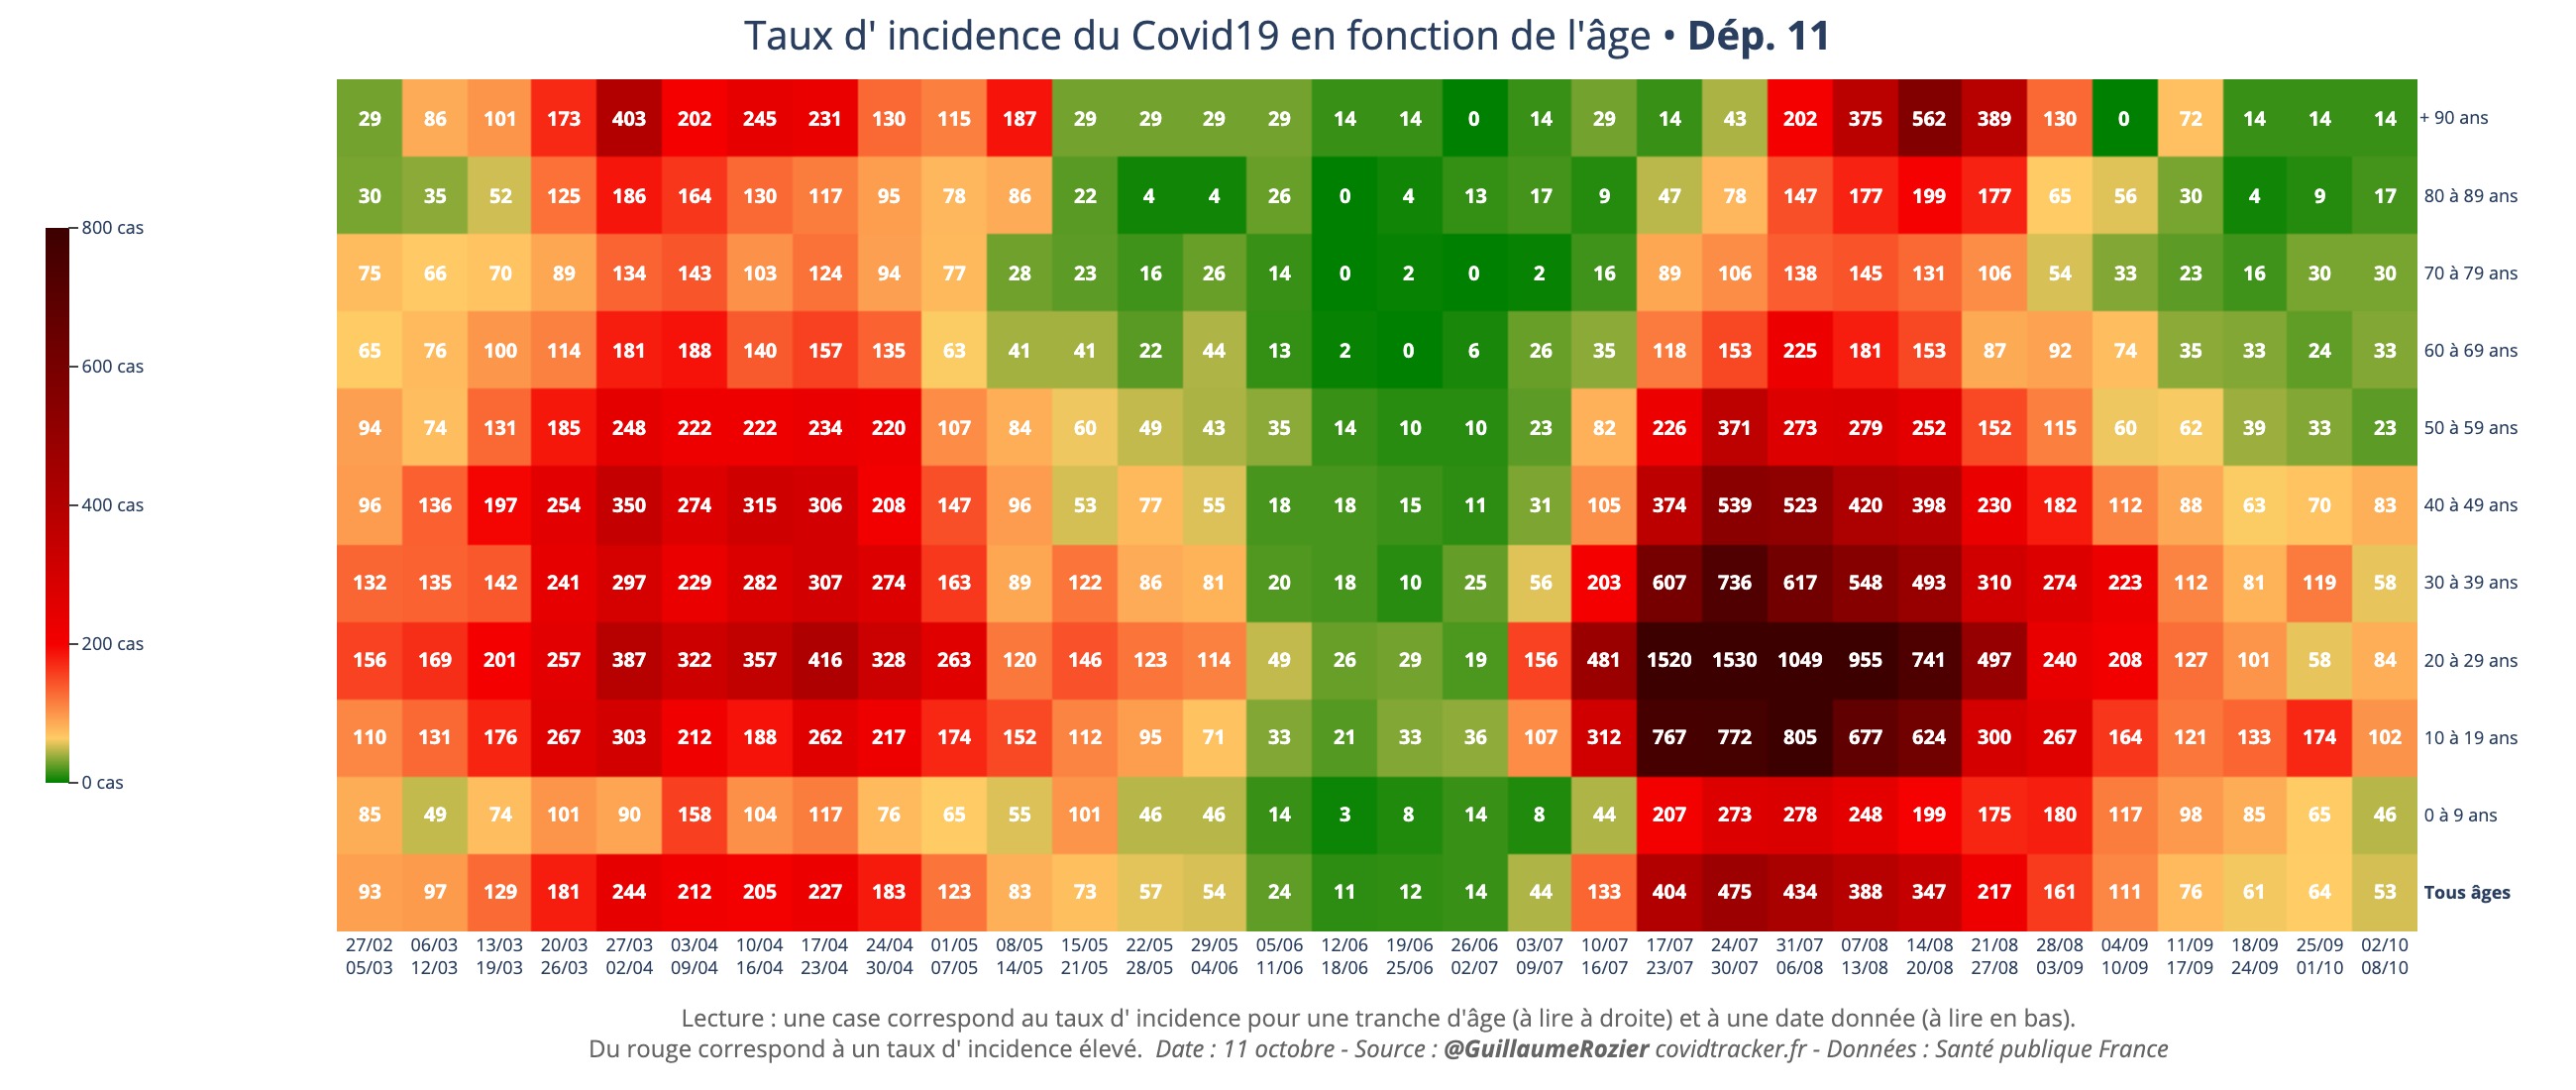 Taux d' incidence du Covid19 en fonction de l'âge • Dép. 11
800 cas
600 cas
400 cas
200 cas
0 cas
29 86 101 173 403 202 245 231 130 115 187 29 29 29 29 14 14 0 14 29 14 43 202 375 562 389 130 0 72 14 14 14 + 90 ans
30 35 52 125 186 164 130 117 95 78 86 22 4 4 26 0 4 13 17 9 47 78 147 177 199 177 65 56 30 4 9 17 80 à 89 ans
75 66 70 89 134 143 103 124 94 77 28 23 16 26 14 0 2 0 2 16 89 106 138 145 131 106 54 33 23 16 30 30 70 à 79 ans
65 76 100 114 181 188 140 157 135 63 41 41 22 44 13 2 0 6 26 35 118 153 225 181 153 87 92 74 35 33 24 33 60 à 69 ans
94 74 131 185 248 222 222 234 220 107 84 60 49 43 35 14 10 10 23 82 226 371 273 279 252 152 115 60 62 39 33 23 50 à 59 ans
96 136 197 254 350 274 315 306 208 147 96 53 77 55 18 18 15 11 31 105 374 539 523 420 398 230 182 112 88 63 70 83 40 à 49 ans
132 135 142 241 297 229 282 307 274 163 89 122 86 81 20 18 10 25 56 203 607 736 617 548 493 310 274 223 112 81 119 58 30 à 39 ans
156 169 201 257 387 322 357 416 328 263 120 146 123 114 49 26 29 19 156 481 1520 1530 1049 955 741 497 240 208 127 101 58 84 20 à 29 ans
110 131 176 267 303 212 188 262 217 174 152 112 95 71 33 21 33 36 107 312 767 772 805 677 624 300 267 164 121 133 174 102 10 à 19 ans
85 49 74 101 90 158 104 117 76 65 55 101 46 46 14 3 8 14 8 44 207 273 278 248 199 175 180 117 98 85 65 46 0 à 9 ans
93 97 129 181 244 212 205 227 183 123 83 73 57 54 24 11 12 14 44 133 404 475 434 388 347 217 161 111 76 61 64 53 Tous âges
27/02 06/03 13/03 20/03 27/03 03/04 10/04 17/04 24/04 01/05 08/05 15/05 22/05 29/05 05/06 12/06 19/06 26/06 03/07 10/07 17/07 24/07 31/07 07/08 14/08 21/08 28/08 04/09 11/09 18/09 25/09 02/10
05/03 12/03 19/03 26/03 02/04 09/04 16/04 23/04 30/04 07/05 14/05 21/05 28/05 04/06 11/06 18/06 25/06 02/07 09/07 16/07 23/07 30/07 06/08 13/08 20/08 27/08 03/09 10/09 17/09 24/09 01/10 08/10
Lecture : une case correspond au taux d' incidence pour une tranche d'âge (à lire à droite) et à une date donnée (à lire en bas).
Du rouge correspond à un taux d' incidence élevé. Date : 11 octobre - Source : @GuillaumeRozier covidtracker.fr - Données : Santé publique France